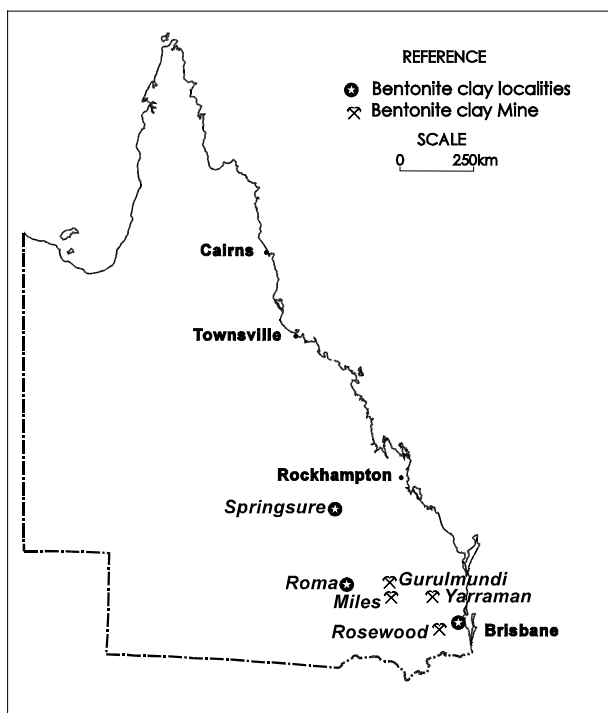 REFERENCE
Bentonite clay localities
Bentonite clay Mine
SCALE
0 250km
Cairns
Townsville
Rockhampton
Springsure
Roma
Gurulmundi
Miles
Yarraman
Rosewood
Brisbane